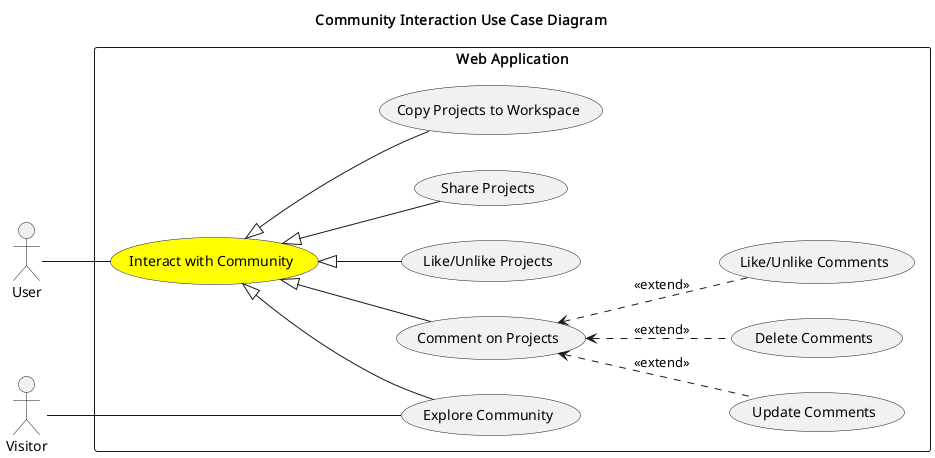 Community Interaction Use Case Diagram
Web Application
Copy Projects to Workspace
Share Projects
Interact with Community
Like/Unlike Projects
Like/Unlike Comments
User
«extend»
Comment on Projects
«extend»
Delete Comments
«extend»
Update Comments
Explore Community
Visitor